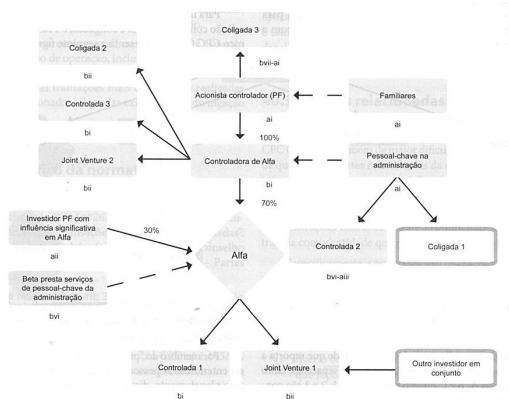 Coligada 3
bvii-ai
Coligada 2
bii
Acionista controlador (PF)
ai
Familiares
ai
100%
Controlada 3
bi
Joint Venture 2
bii
Controladora de Alfa
bi
Pessoal-chave na
administração
ai
70%
Investidor PF com
influência significativa
em Alfa
aii
30%
Alfa
Controlada 2
bvi-aiii
Coligada 1
Beta presta serviços
de pessoal-chave da
administração
bvi
Controlada 1
bi
Joint Venture 1
bii
Outro investidor em
conjunto